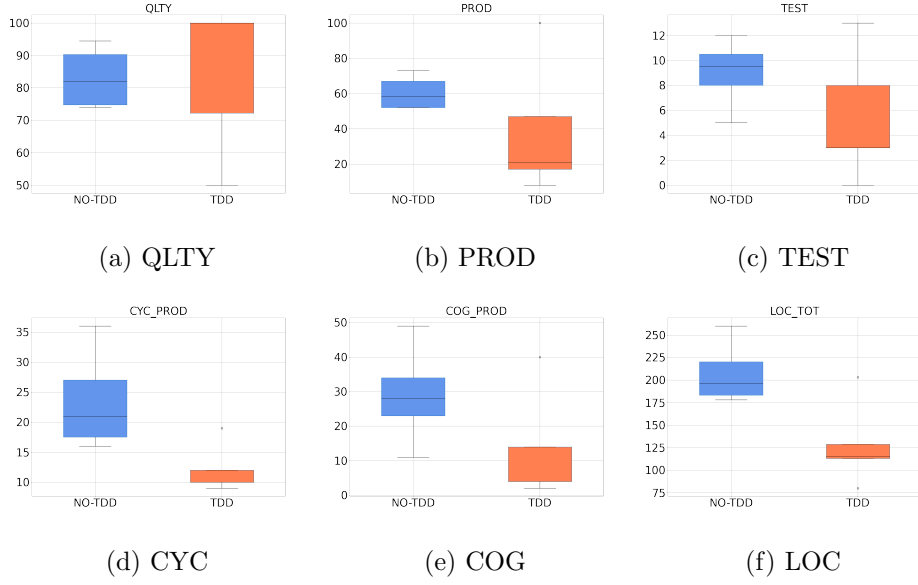 QLTY
100
90
80
70
60
50
NO-TDD TDD
(a) QLTY
PROD
100
80
60
40
20
NO-TDD TDD
(b) PROD
TEST
12
10
8
6
4
2
0
NO-TDD TDD
(c) TEST
CYC_PROD
35
30
25
20
15
10
NO-TDD TDD
(d) CYC
COG_PROD
50
40
30
20
10
0
NO-TDD TDD
(e) COG
LOC_TOT
250
225
200
175
150
125
100
75
NO-TDD TDD
(f) LOC